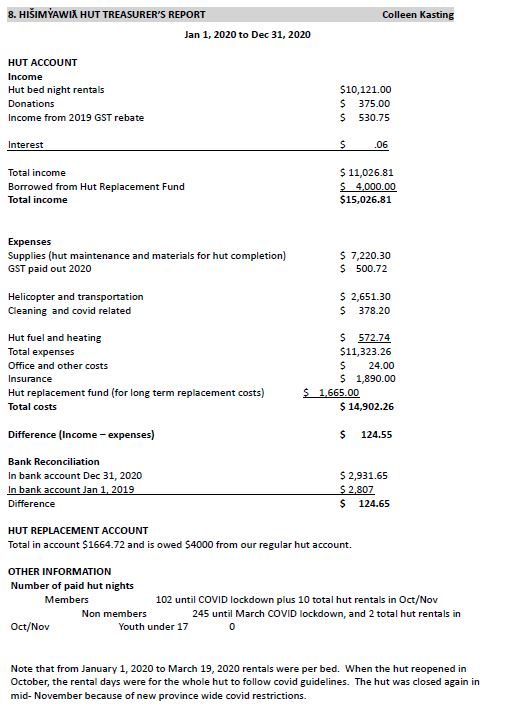 8. HIŠIMY̓AWIƛ HUT TREASURER'S REPORT Colleen Kasting
Jan 1, 2020 to Dec 31, 2020
HUT ACCOUNT
Income
Hut bed night rentals $10,121.00
Donations $ 375.00
Income from 2019 GST rebate $ 530.75
Interest $ .06
Total income $ 11,026.81
Borrowed from Hut Replacement Fund $ 4,000.00
Total income $15,026.81
Expenses
Supplies (hut maintenance and materials for hut completion) $ 7,220.30
GST paid out 2020 $ 500.72
Helicopter and transportation $ 2,651.30
Cleaning and covid related $ 378.20
Hut fuel and heating $ 572.74
Total expenses $11,323.26
Office and other costs $ 24.00
Insurance $ 1,890.00
Hut replacement fund (for long term replacement costs) $ 1,665.00
Total costs $ 14,902.26
Difference (Income – expenses) $ 124.55
Bank Reconciliation
In bank account Dec 31, 2020 $ 2,931.65
In bank account Jan 1, 2019 $ 2,807
Difference $ 124.65
HUT REPLACEMENT ACCOUNT
Total in account $1664.72 and is owed $4000 from our regular hut account.
OTHER INFORMATION
Number of paid hut nights
Members 102 until COVID lockdown plus 10 total hut rentals in Oct/Nov
Non members 245 until March COVID lockdown, and 2 total hut rentals in
Oct/Nov Youth under 17 0
Note that from January 1, 2020 to March 19, 2020 rentals were per bed. When the hut reopened in
October, the rental days were for the whole hut to follow covid guidelines. The hut was closed again in
mid- November because of new province wide covid restrictions.